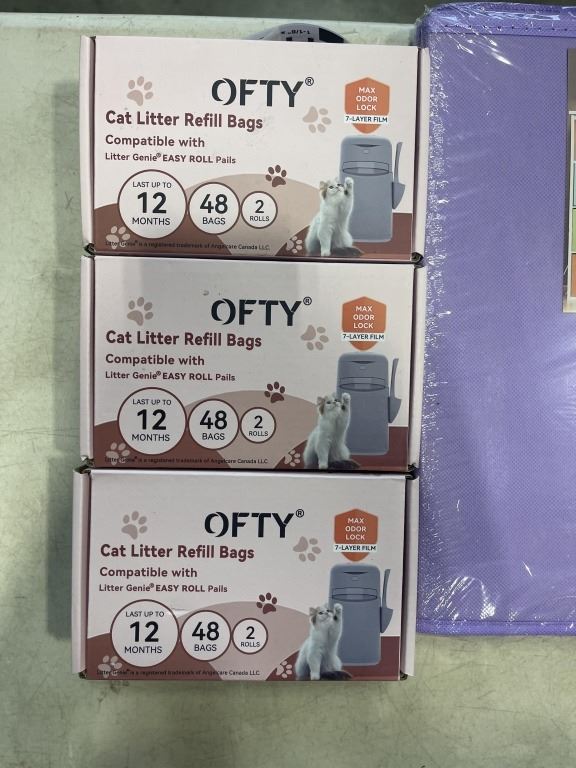 OFTY®
MAX
ODOR
LOCK
7-LAYER FILM
Cat Litter Refill Bags
Compatible with
Litter Genie® EASY ROLL Pails
LAST UP TO
12
MONTHS
48
BAGS
2
ROLLS
Litter Genie® is a registered trademark of Angelcare Canada LLC.
OFTY®
MAX
ODOR
LOCK
7-LAYER FILM
Cat Litter Refill Bags
Compatible with
Litter Genie® EASY ROLL Pails
LAST UP TO
12
MONTHS
48
BAGS
2
ROLLS
Litter Genie® is a registered trademark of Angelcare Canada LLC.
OFTY®
MAX
ODOR
LOCK
7-LAYER FILM
Cat Litter Refill Bags
Compatible with
Litter Genie® EASY ROLL Pails
LAST UP TO
12
MONTHS
48
BAGS
2
ROLLS
Litter Genie® is a registered trademark of Angelcare Canada LLC.